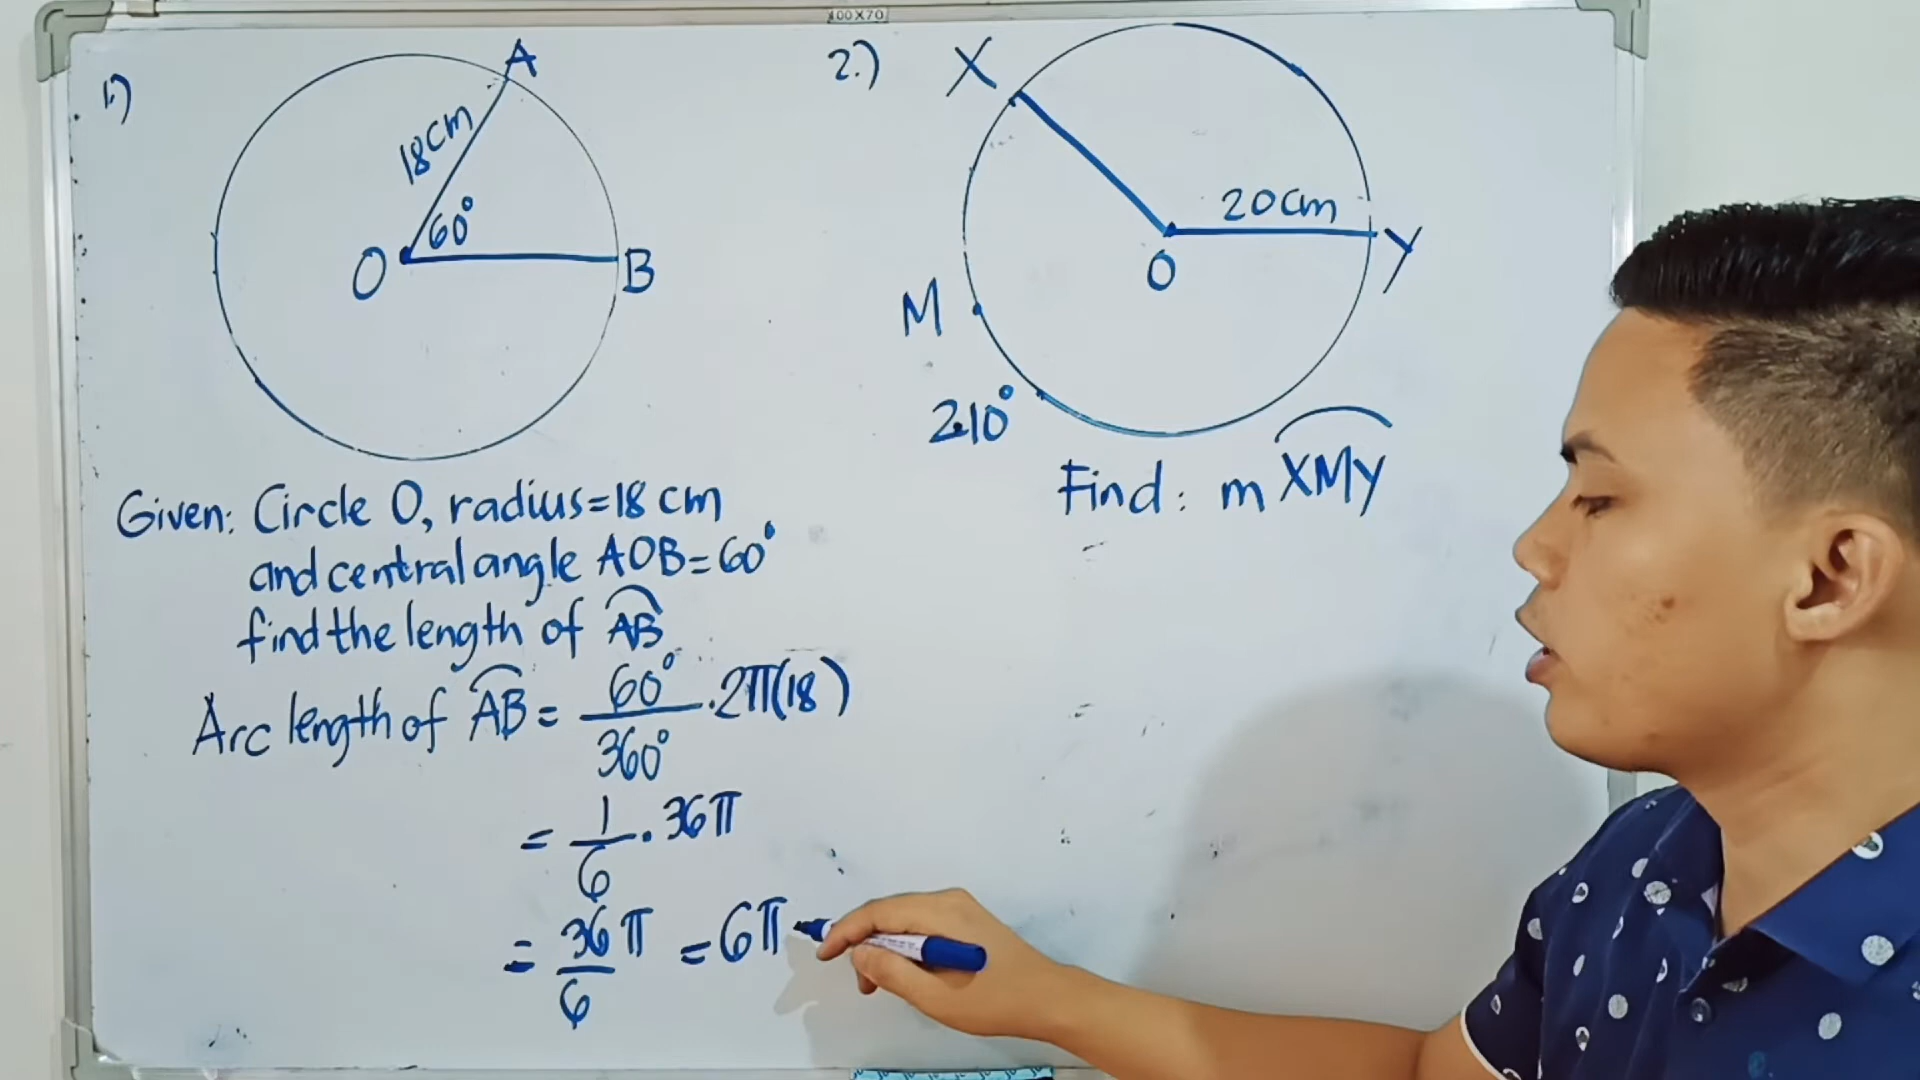 400X70
1.)
A
18cm
60°
O
B
Given: Circle O, radius=18 cm
and central angle AOB=60°
find the length of AB
Arc length of AB = 60°/360° . 2π(18)
= 1/6 . 36π
= 36π/6 = 6π
2.)
X
20cm
Y
O
M
210°
Find: m XMY